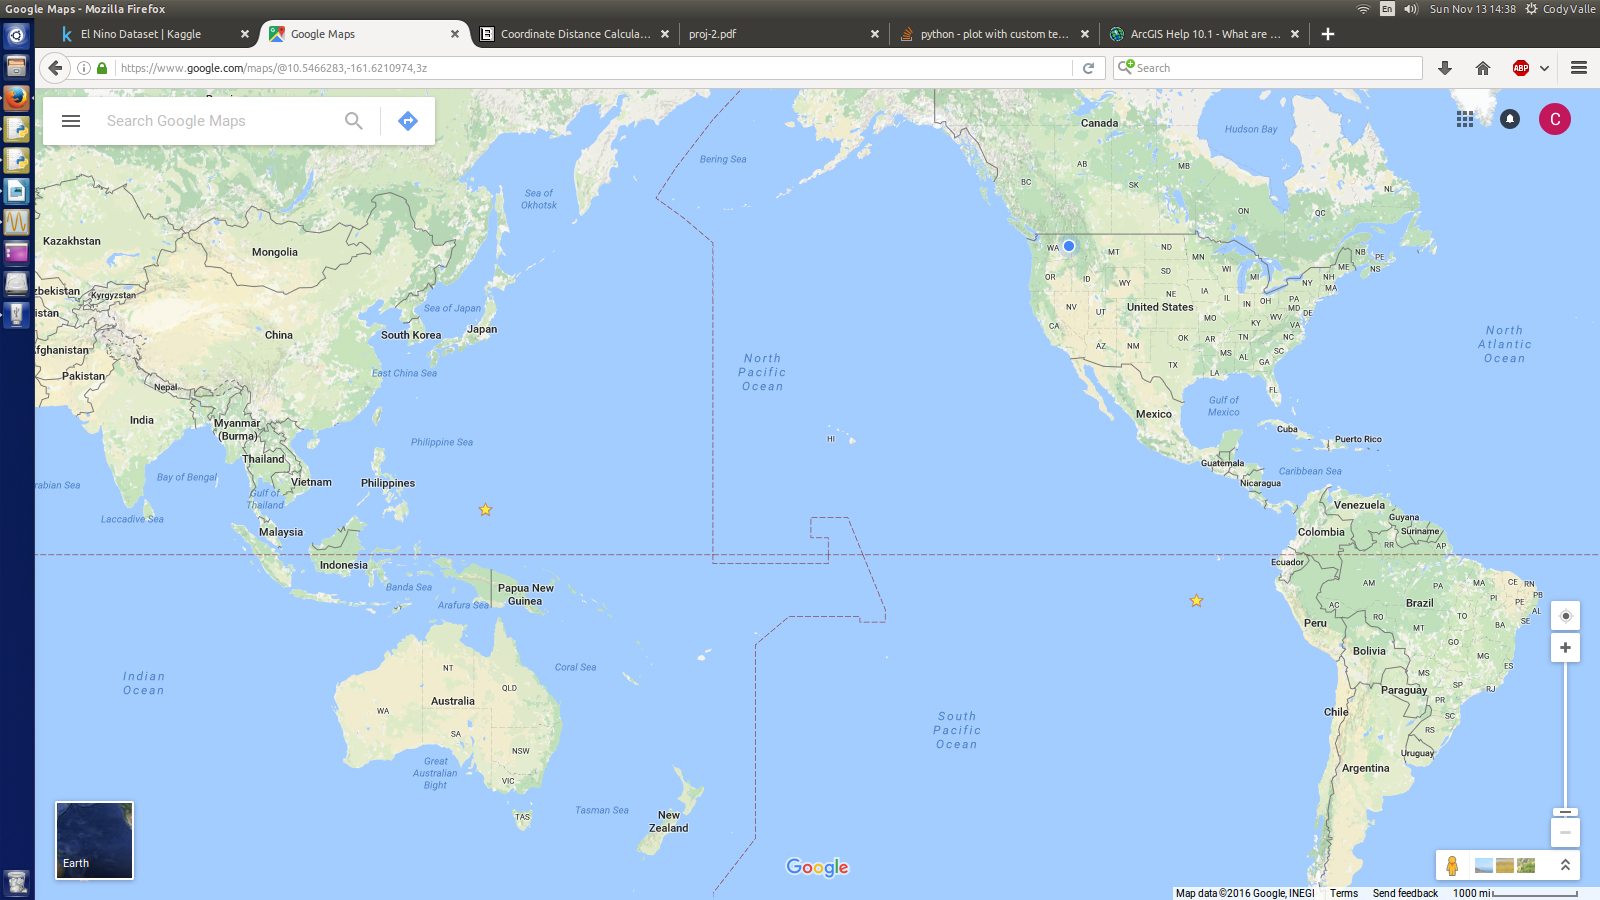 Google Maps - Mozilla Firefox
En
Sun Nov 13 14:38
Cody Valle
El Nino Dataset | Kaggle
Google Maps
Coordinate Distance Calcula...
proj-2.pdf
python - plot with custom te...
ArcGIS Help 10.1 - What are ...
https://www.google.com/maps/@10.5466283,-161.6210974,3z
Search
ABP
Search Google Maps
C
Canada
Hudson Bay
Bering Sea
Sea of
Okhotsk
AB
MB
BC
SK
NL
ON
QC
Kazakhstan
Mongolia
WA
MT
ND
MN
NB
PE
NS
ME
OR
ID
WY
SD
WI
MI
NH
NY
MA
zbekistan
Kyrgyzstan
istan
NE
IA
IL
IN
OH
PA
MD
DE
NJ
Sea of Japan
NV
UT
United States
MO
KY
WV
VA
China
South Korea
Japan
CA
OK
AR
TN
NC
North
Atlantic
Ocean
Afghanistan
AZ
NM
MS
AL
SC
GA
Pakistan
East China Sea
North
Pacific
Ocean
TX
LA
FL
Nepal
India
Myanmar
(Burma)
Gulf of
Mexico
Mexico
Cuba
Puerto Rico
HI
Philippine Sea
Thailand
Guatemala
Caribbean Sea
Nicaragua
rabian Sea
Bay of Bengal
Vietnam
Philippines
Gulf of
Thailand
Venezuela
Laccadive Sea
Guyana
Malaysia
Colombia
Suriname
RR
AP
Indonesia
Ecuador
Banda Sea
Papua New
Guinea
AM
PA
MA
CE
RN
Arafura Sea
AC
PI
PE
PB
AL
Brazil
RO
TO
SE
Peru
MT
BA
GO
Bolivia
Coral Sea
NT
MG
ES
Indian
Ocean
MS
QLD
SP
RJ
Paraguay
WA
Australia
PR
Chile
SC
South
Pacific
Ocean
SA
RS
NSW
Uruguay
Great
Australian
Bight
Argentina
VIC
Tasman Sea
TAS
New
Zealand
Earth
Google
Map data ©2016 Google, INEGI
Terms
Send feedback
1000 mi